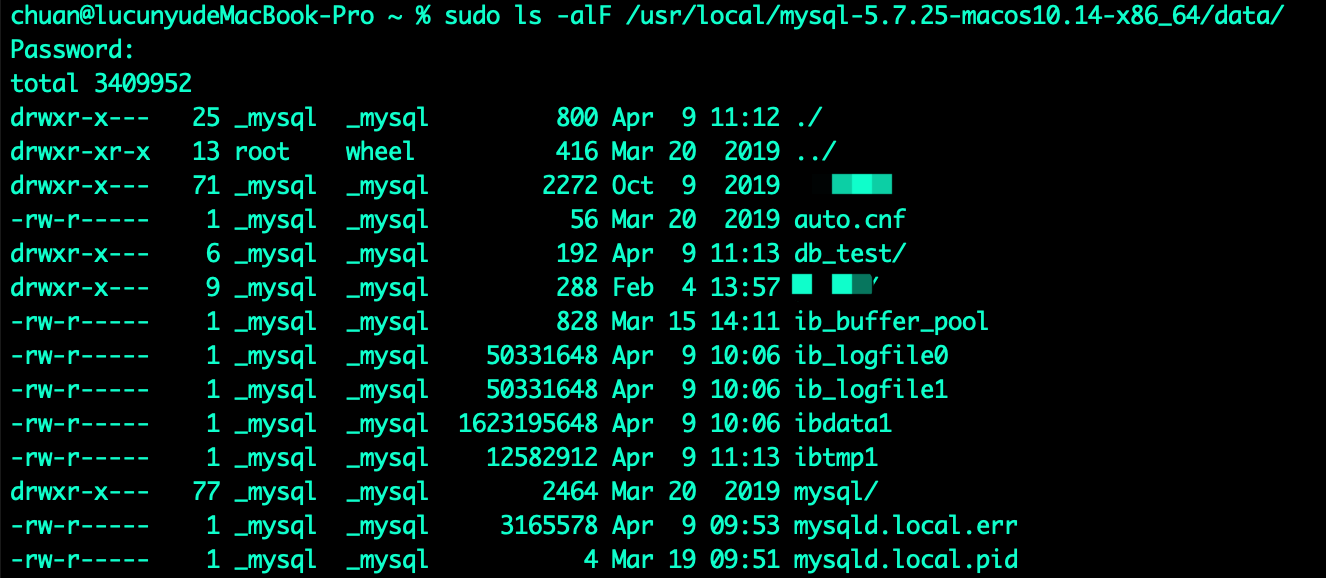 chuan@lucunyudeMacBook-Pro ~ % sudo ls -alF /usr/local/mysql-5.7.25-macos10.14-x86_64/data/
Password:
total 3409952
drwxr-x---   25 _mysql  _mysql         800 Apr  9 11:12 ./
drwxr-xr-x   13 root    wheel          416 Mar 20  2019 ../
drwxr-x---   71 _mysql  _mysql        2272 Oct  9  2019
-rw-r-----    1 _mysql  _mysql          56 Mar 20  2019 auto.cnf
drwxr-x---    6 _mysql  _mysql         192 Apr  9 11:13 db_test/
drwxr-x---    9 _mysql  _mysql         288 Feb  4 13:57
-rw-r-----    1 _mysql  _mysql         828 Mar 15 14:11 ib_buffer_pool
-rw-r-----    1 _mysql  _mysql    50331648 Apr  9 10:06 ib_logfile0
-rw-r-----    1 _mysql  _mysql    50331648 Apr  9 10:06 ib_logfile1
-rw-r-----    1 _mysql  _mysql  1623195648 Apr  9 10:06 ibdata1
-rw-r-----    1 _mysql  _mysql    12582912 Apr  9 11:13 ibtmp1
drwxr-x---   77 _mysql  _mysql        2464 Mar 20  2019 mysql/
-rw-r-----    1 _mysql  _mysql     3165578 Apr  9 09:53 mysqld.local.err
-rw-r-----    1 _mysql  _mysql           4 Mar 19 09:51 mysqld.local.pid